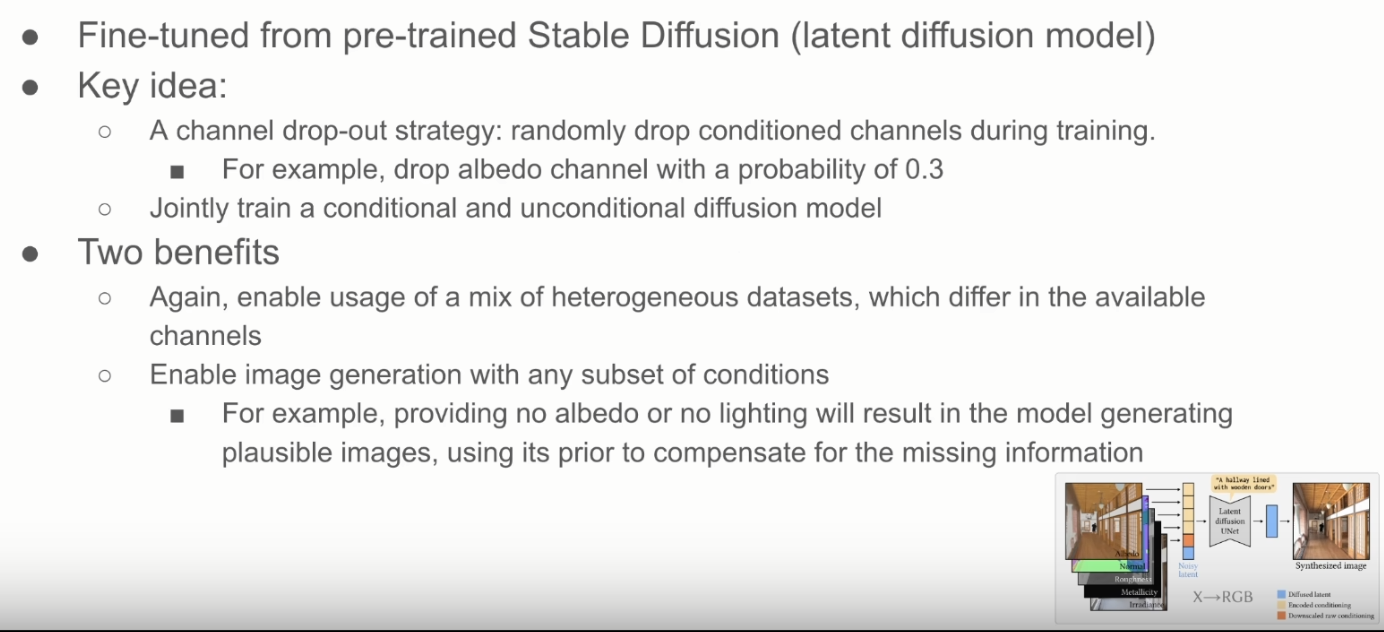 Fine-tuned from pre-trained Stable Diffusion (latent diffusion model)
Key idea:
A channel drop-out strategy: randomly drop conditioned channels during training.
For example, drop albedo channel with a probability of 0.3
Jointly train a conditional and unconditional diffusion model
Two benefits
Again, enable usage of a mix of heterogeneous datasets, which differ in the available
channels
Enable image generation with any subset of conditions
For example, providing no albedo or no lighting will result in the model generating
plausible images, using its prior to compensate for the missing information
"A hallway lined
with wooden doors"
Latent
diffusion
UNet
Albedo
Normal
Roughness
Metallicity
Irradiance
Noisy
latent
Synthesized image
X→RGB
Diffused latent
Encoded conditioning
Downscaled raw conditioning